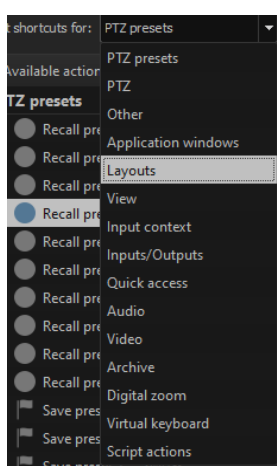 t shortcuts for: PTZ presets
PTZ presets
Available action
PTZ
TZ presets
Other
Recall pre
Application windows
Recall pre
Layouts
Recall pre
View
Recall pre
Input context
Recall pre
Inputs/Outputs
Recall pre
Quick access
Recall pre
Audio
Recall pre
Video
Recall pre
Archive
Recall pre
Digital zoom
Save pres
Virtual keyboard
Save pres
Script actions
Save pres